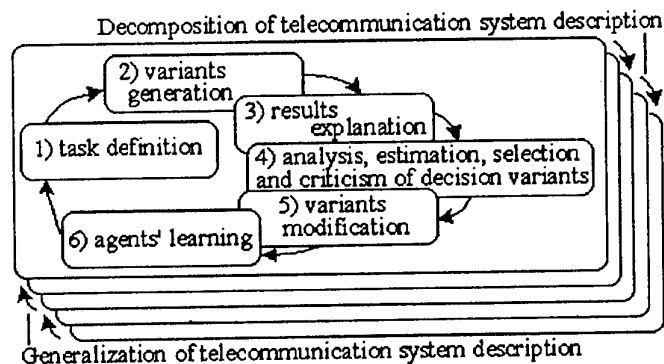 Decomposition of telecommunication system description
2) variants
generation
3) results
explanation
1) task definition
4) analysis, estimation, selection
and criticism of decision variants
5) variants
modification
6) agents' learning
Generalization of telecommunication system description